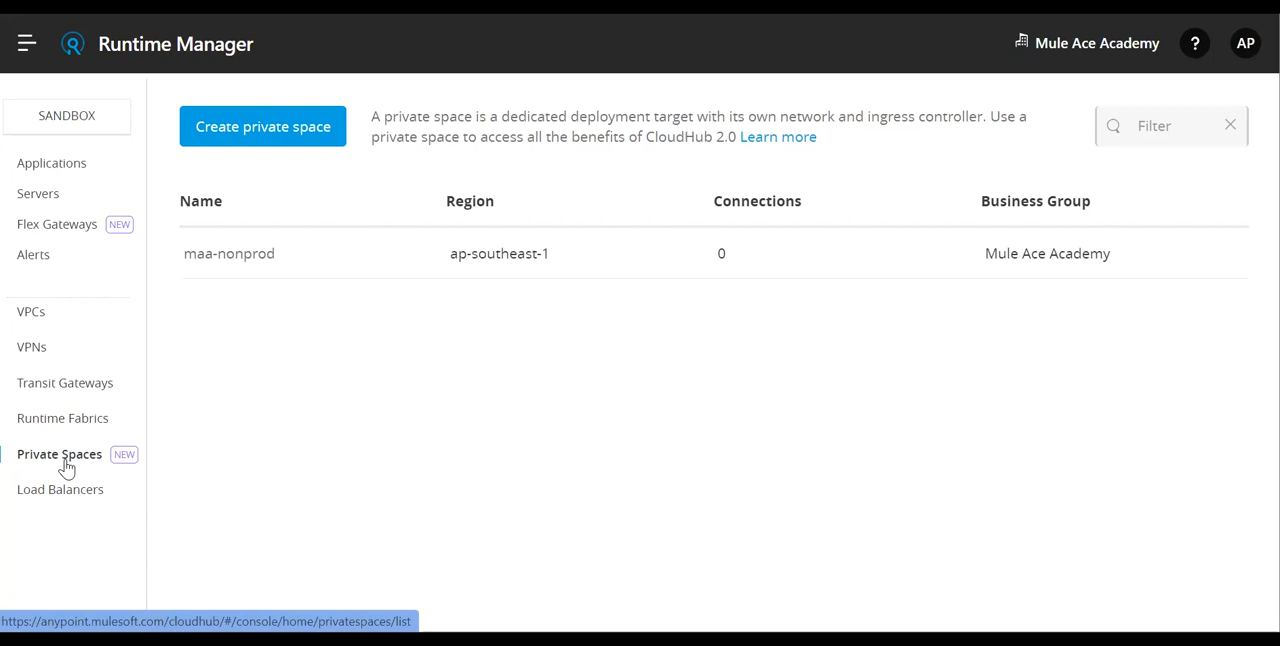 Runtime Manager
Mule Ace Academy
?
AP
SANDBOX
Applications
Servers
Flex Gateways NEW
Alerts
VPCs
VPNs
Transit Gateways
Runtime Fabrics
Private Spaces NEW
Load Balancers
Create private space
A private space is a dedicated deployment target with its own network and ingress controller. Use a
private space to access all the benefits of CloudHub 2.0 Learn more
Filter
Name Region Connections Business Group
maa-nonprod ap-southeast-1 0 Mule Ace Academy
https://anypoint.mulesoft.com/cloudhub/#/console/home/privatespaces/list